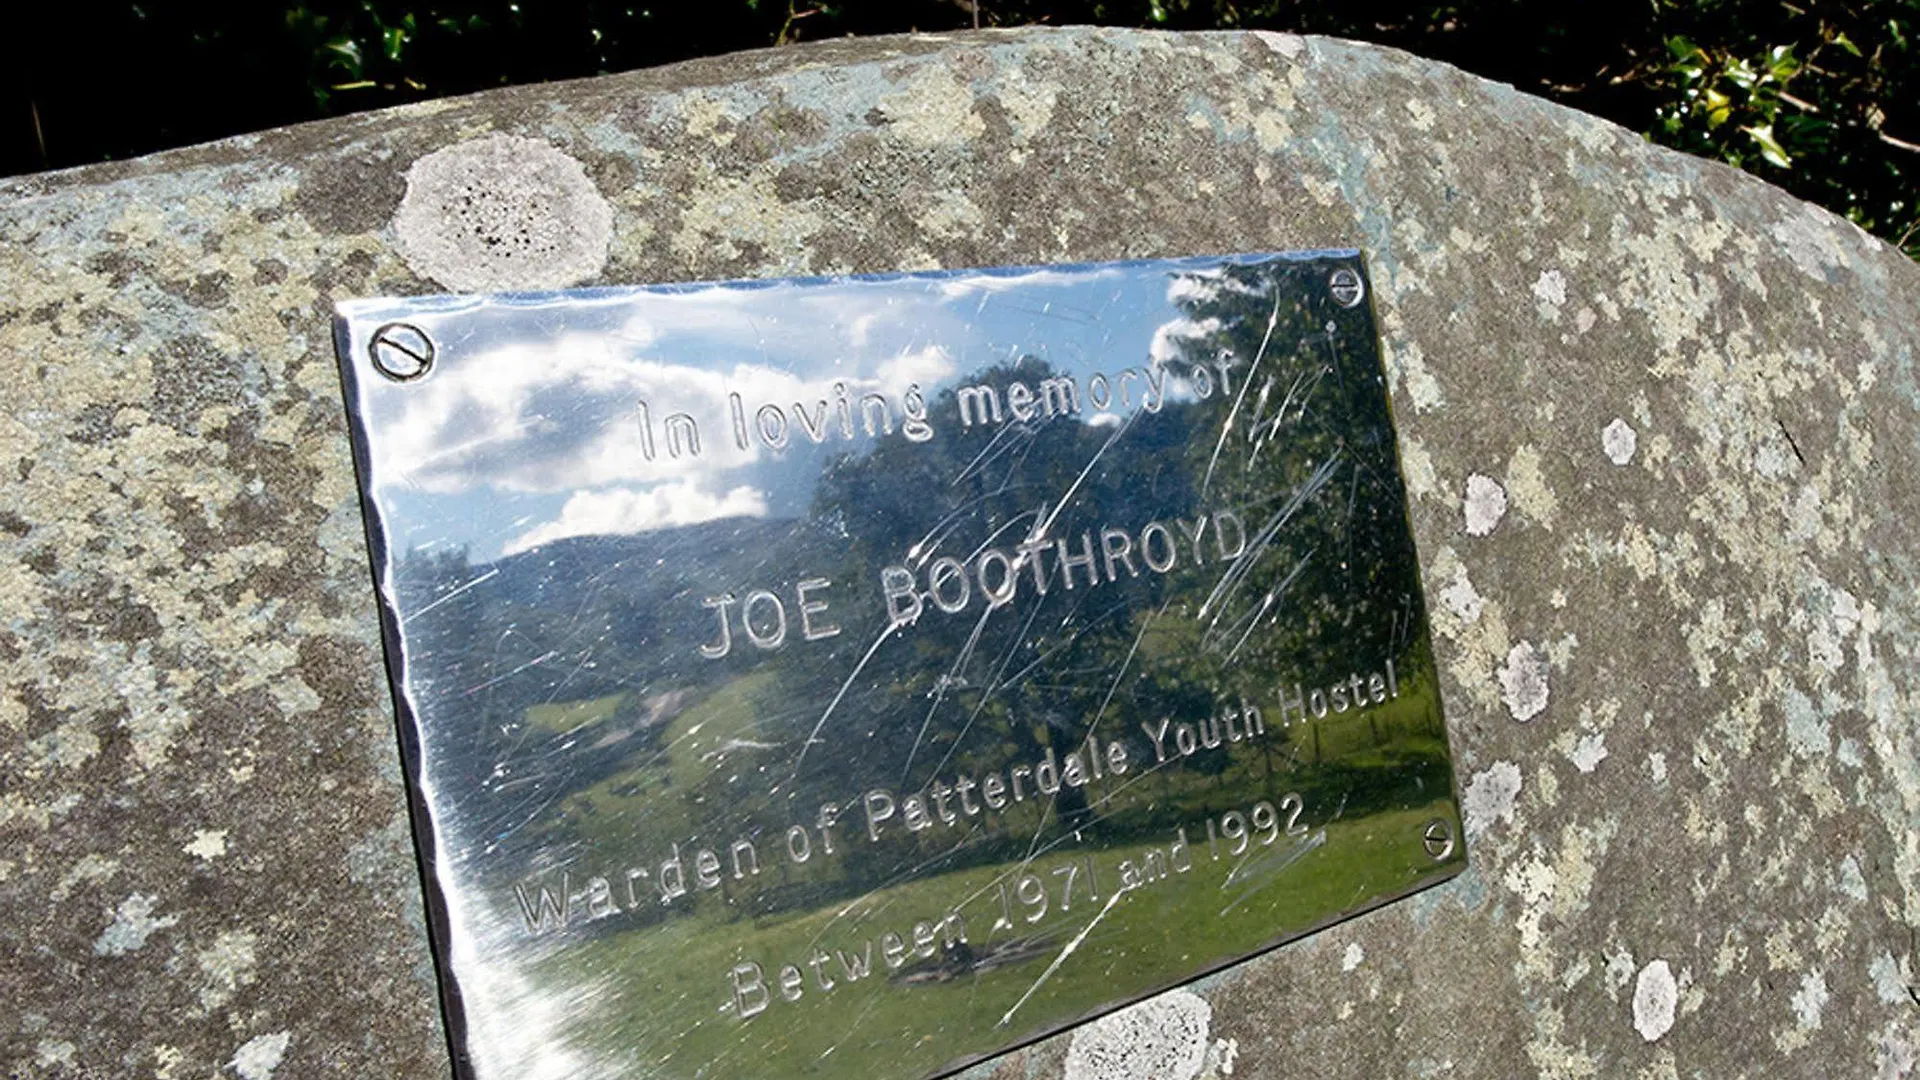 In loving memory of
JOE BOOTHROYD
Warden of Patterdale Youth Hostel
Between 1971 and 1992